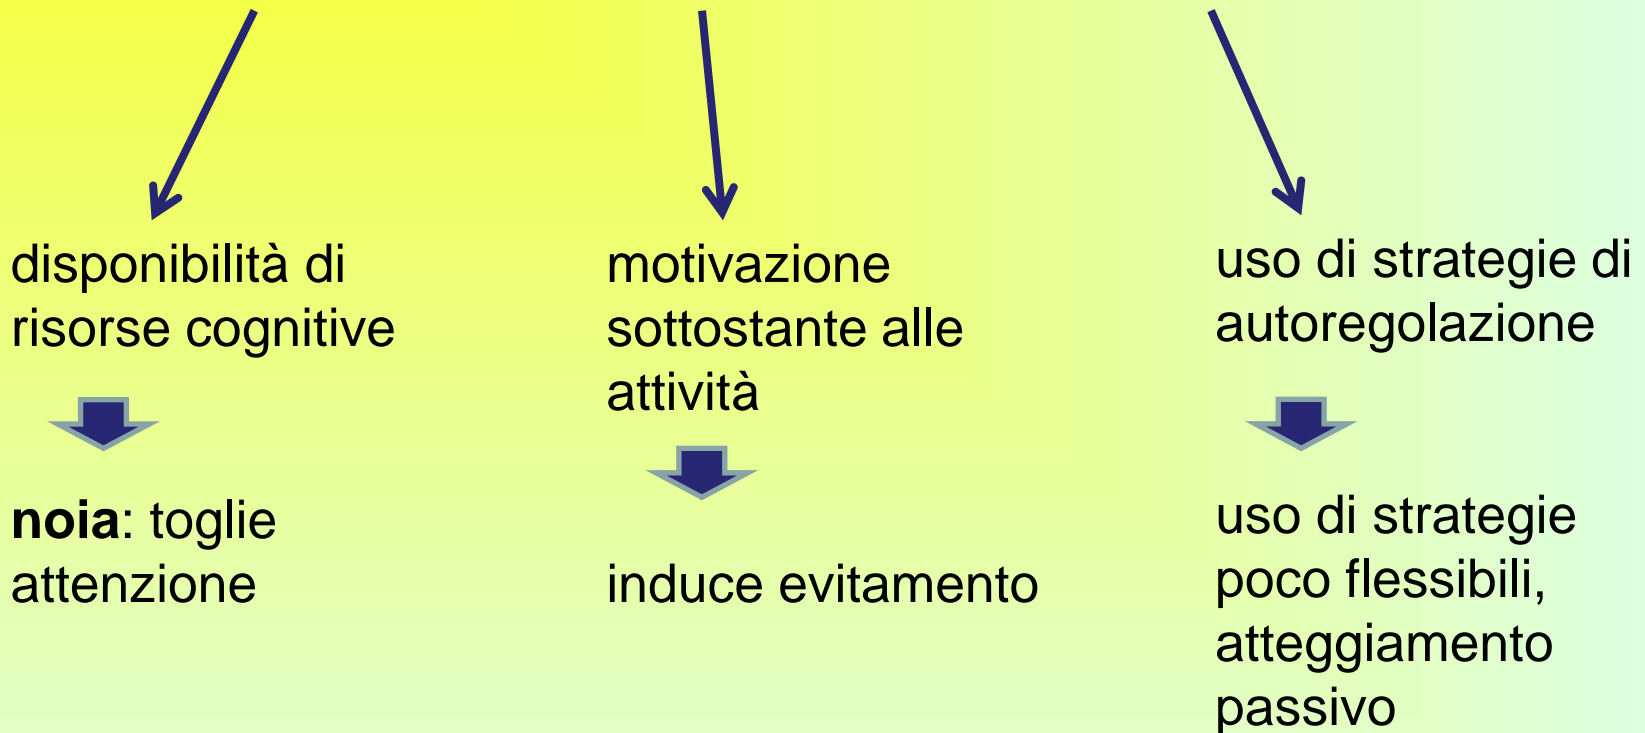 disponibilità di
risorse cognitive
noia: toglie
attenzione
motivazione
sottostante alle
attività
induce evitamento
uso di strategie di
autoregolazione
uso di strategie
poco flessibili,
atteggiamento
passivo